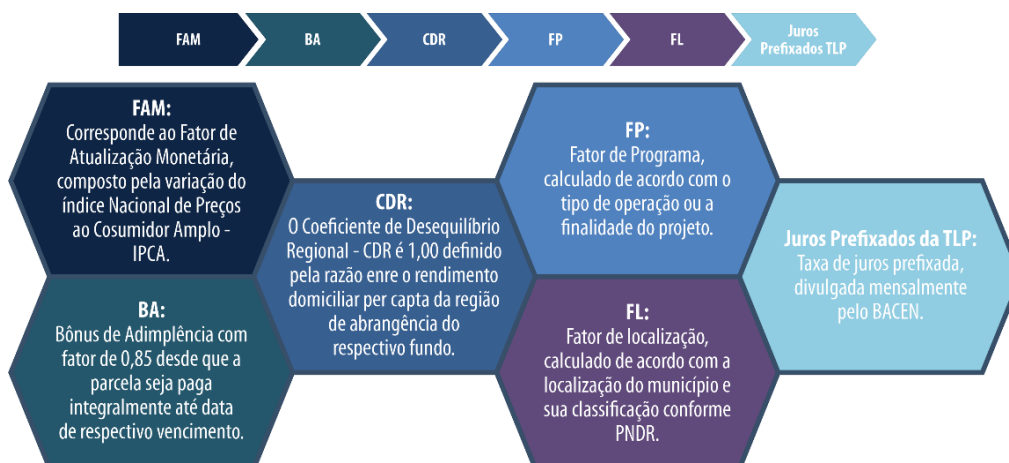 FAM
BA
CDR
FP
FL
Juros
Prefixados TLP
FAM:
Corresponde ao Fator de
Atualização Monetária,
composto pela variação do
índice Nacional de Preços
ao Cosumidor Amplo -
IPCA.
BA:
Bônus de Adimplência com
fator de 0,85 desde que a
parcela seja paga
integralmente até data
de respectivo vencimento.
CDR:
O Coeficiente de Desequilíbrio
Regional - CDR é 1,00 definido
pela razão enre o rendimento
domiciliar per capta da região
de abrangência do
respectivo fundo.
FP:
Fator de Programa,
calculado de acordo com o
tipo de operação ou a
finalidade do projeto.
FL:
Fator de localização,
calculado de acordo com a
localização do município e
sua classificação conforme
PNDR.
Juros Prefixados da TLP:
Taxa de juros prefixada,
divulgada mensalmente
pelo BACEN.